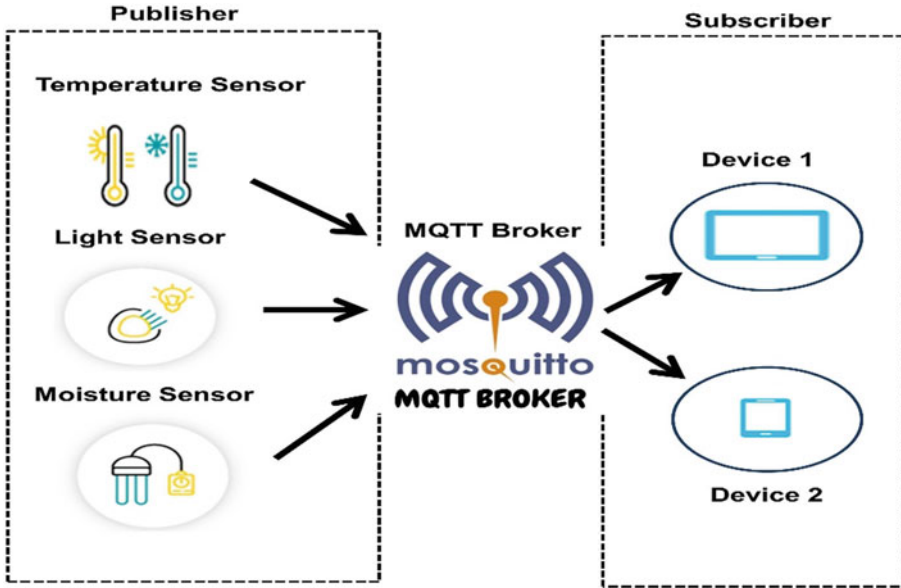 Publisher
Temperature Sensor
Light Sensor
Moisture Sensor
MQTT Broker
mosquitto
MQTT BROKER
Subscriber
Device 1
Device 2